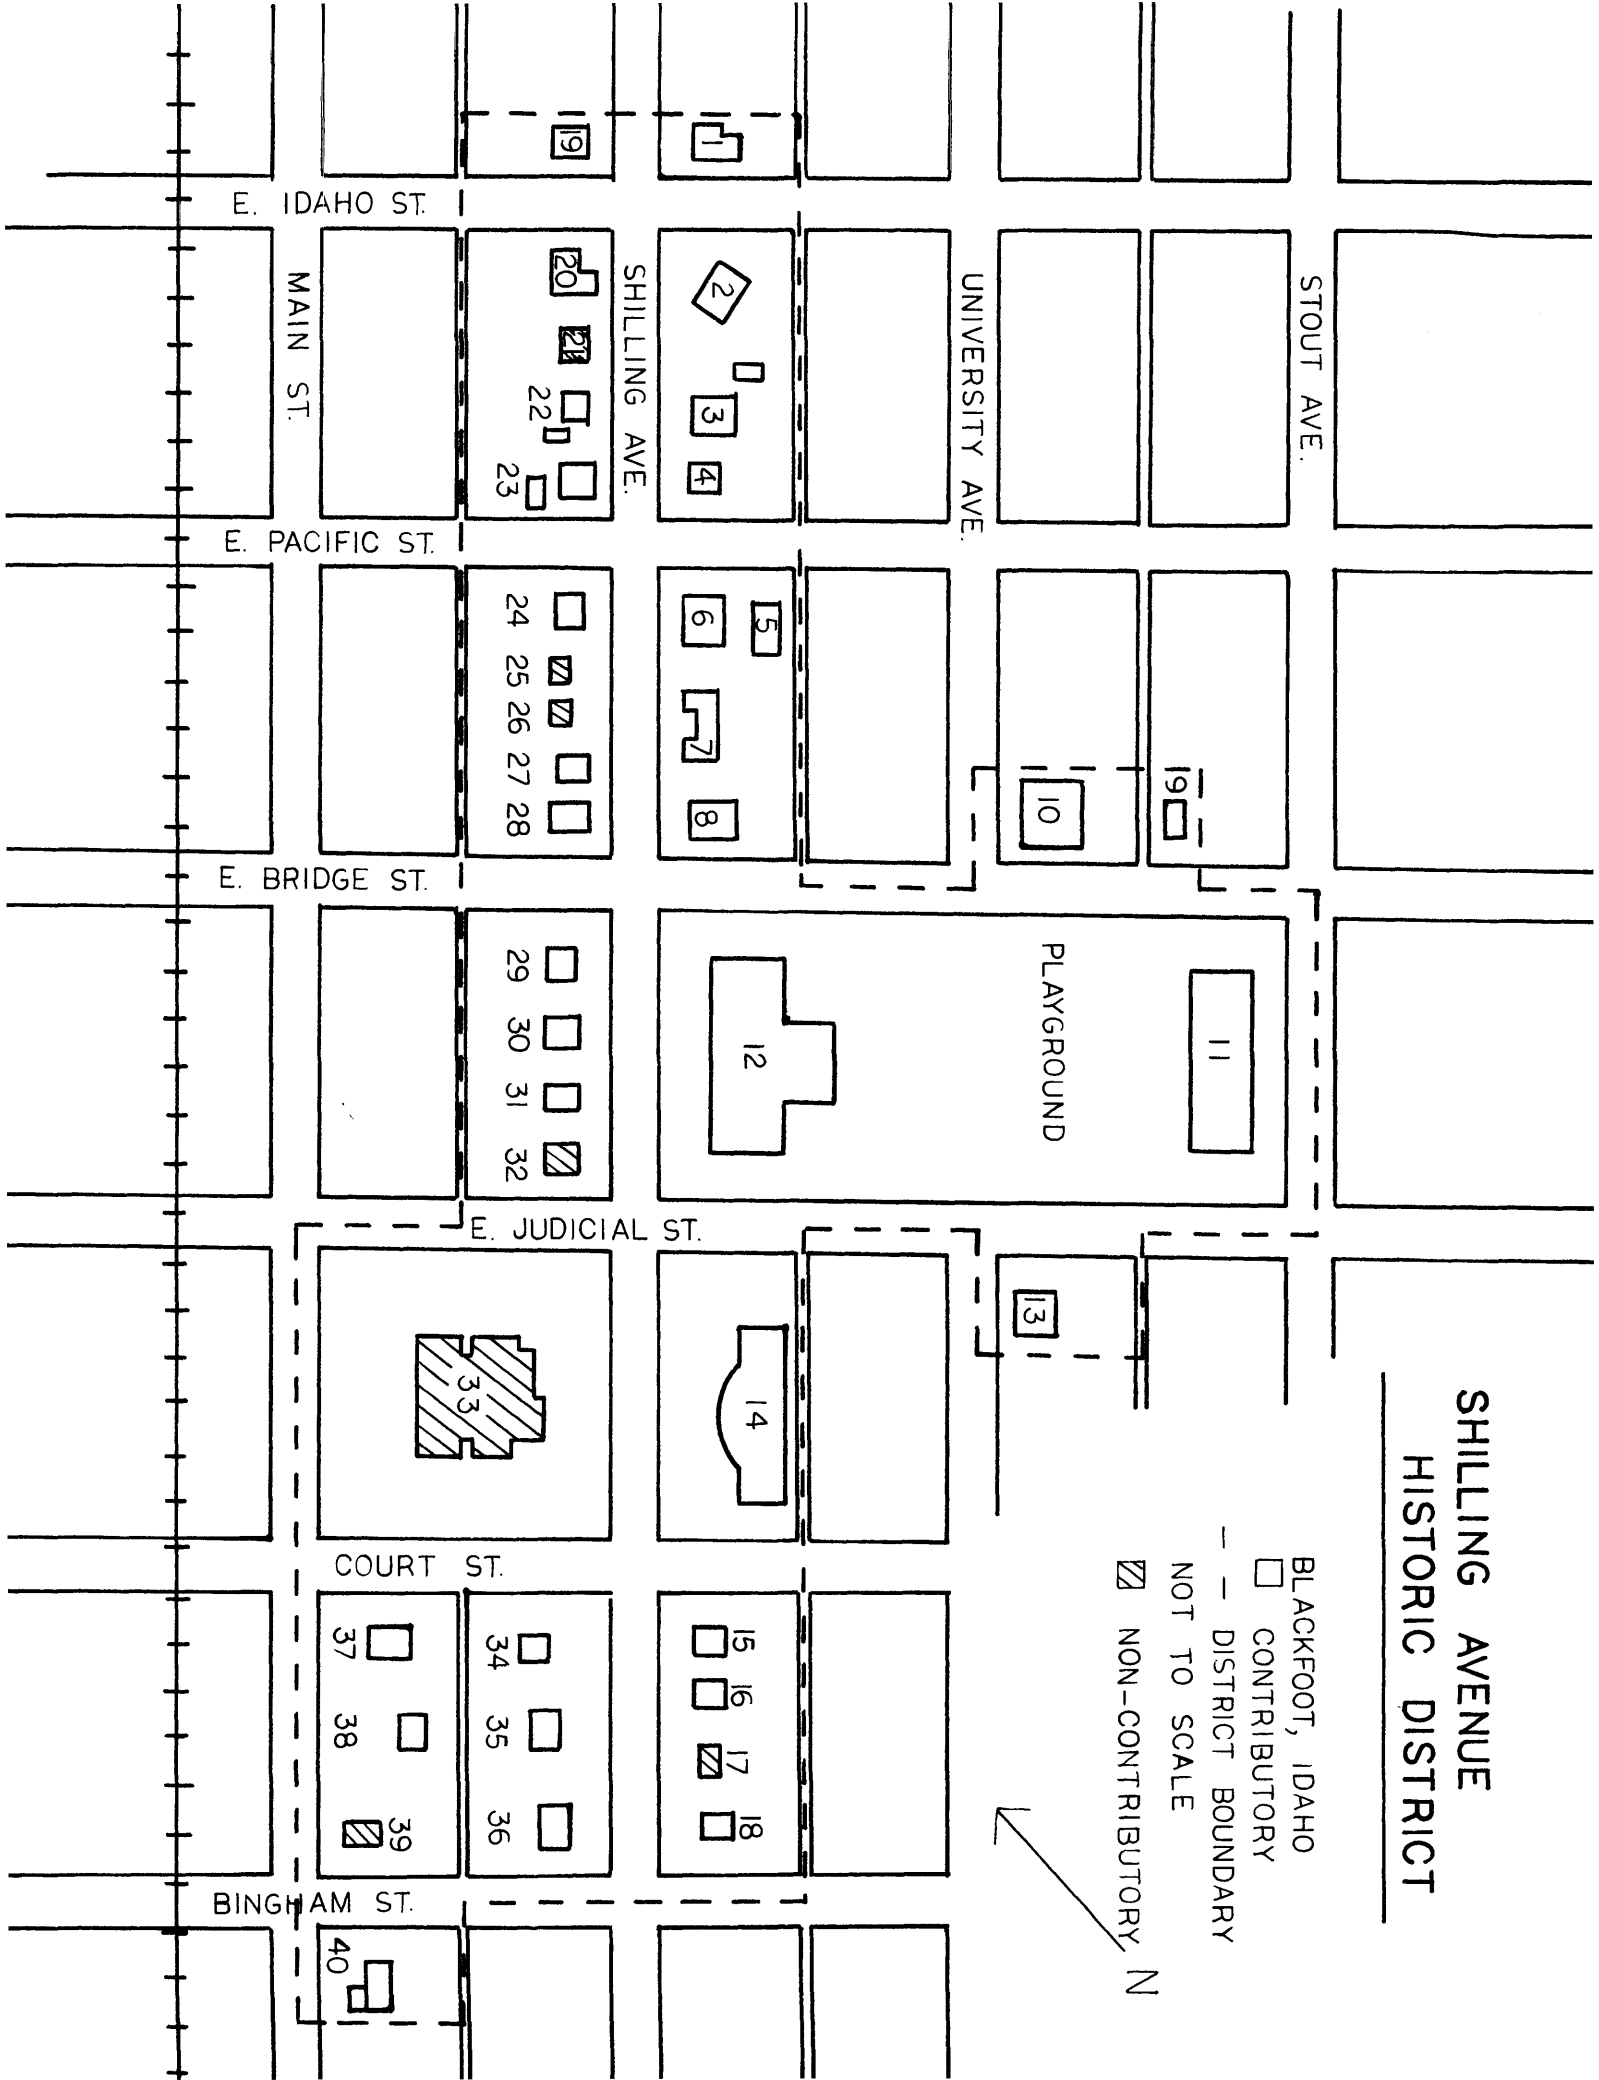 SHILLING AVENUE
HISTORIC DISTRICT
BLACKFOOT, IDAHO
CONTRIBUTORY
DISTRICT BOUNDARY
NOT TO SCALE
NON-CONTRIBUTORY
N
STOUT AVE.
UNIVERSITY AVE.
SHILLING AVE.
MAIN ST.
E. IDAHO ST.
E. PACIFIC ST.
E. BRIDGE ST.
E. JUDICIAL ST.
COURT ST.
BINGHAM ST.
PLAYGROUND
1
2
3
4
5
6
7
8
9
10
11
12
13
14
15
16
17
18
19
20
21
22
23
24
25
26
27
28
29
30
31
32
33
34
35
36
37
38
39
40